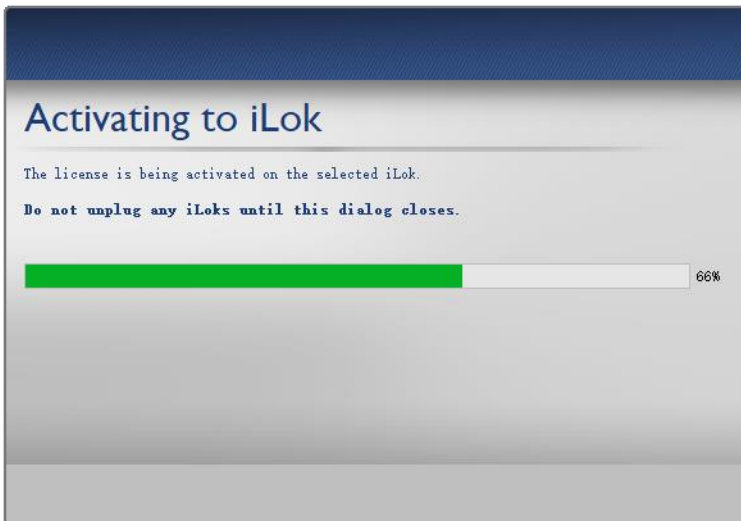 Activating to iLok
The license is being activated on the selected iLok.
Do not unplug any iLoks until this dialog closes.
66%